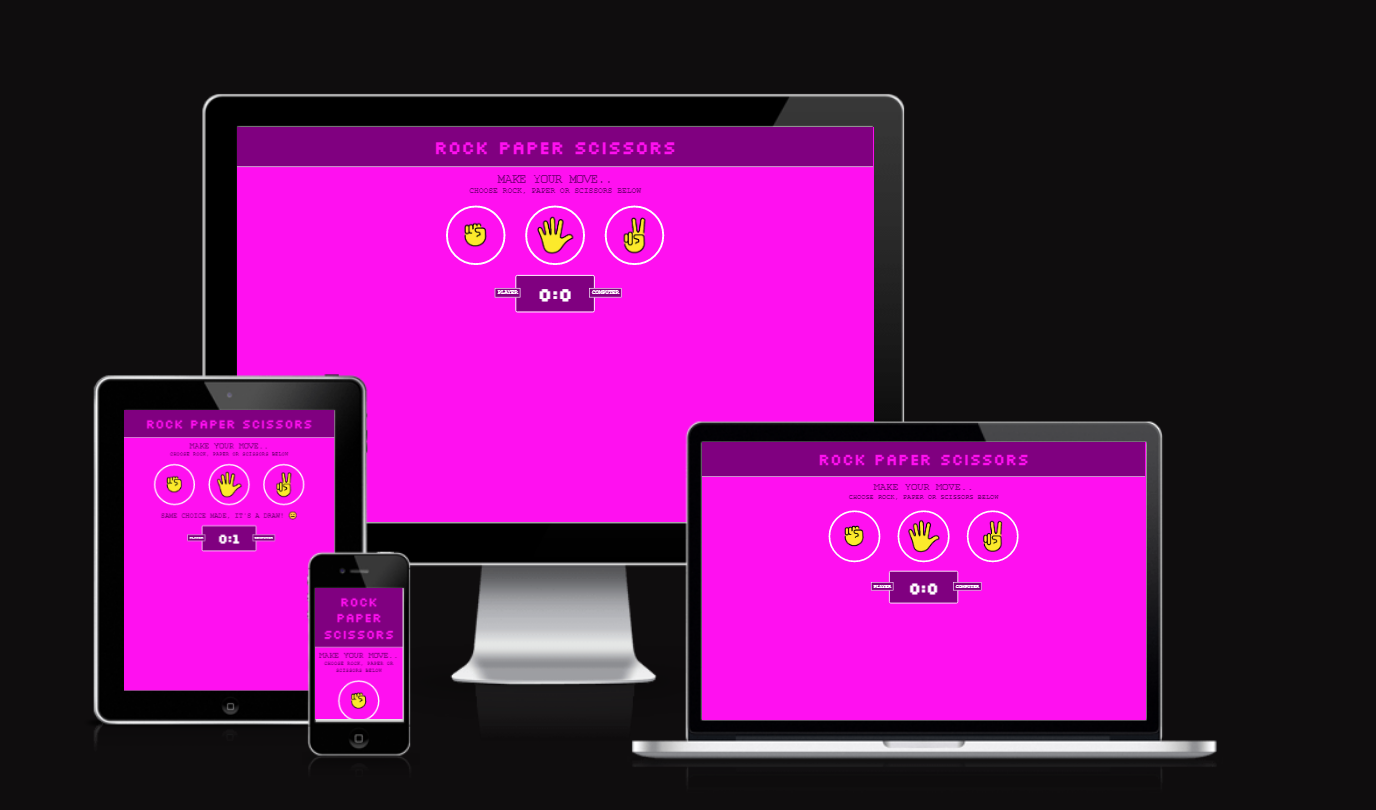 ROCK PAPER SCISSORS
MAKE YOUR MOVE..
CHOOSE ROCK, PAPER OR SCISSORS BELOW
PLAYER
0:0
COMPUTER
ROCK PAPER SCISSORS
MAKE YOUR MOVE..
CHOOSE ROCK, PAPER OR SCISSORS BELOW
SAME CHOICE MADE. IT'S A DRAW! 
0:1
ROCK
PAPER
SCISSORS
MAKE YOUR MOVE..
CHOOSE ROCK, PAPER OR
SCISSORS BELOW
ROCK PAPER SCISSORS
MAKE YOUR MOVE..
CHOOSE ROCK, PAPER OR SCISSORS BELOW
PLAYER
0:0
COMPUTER